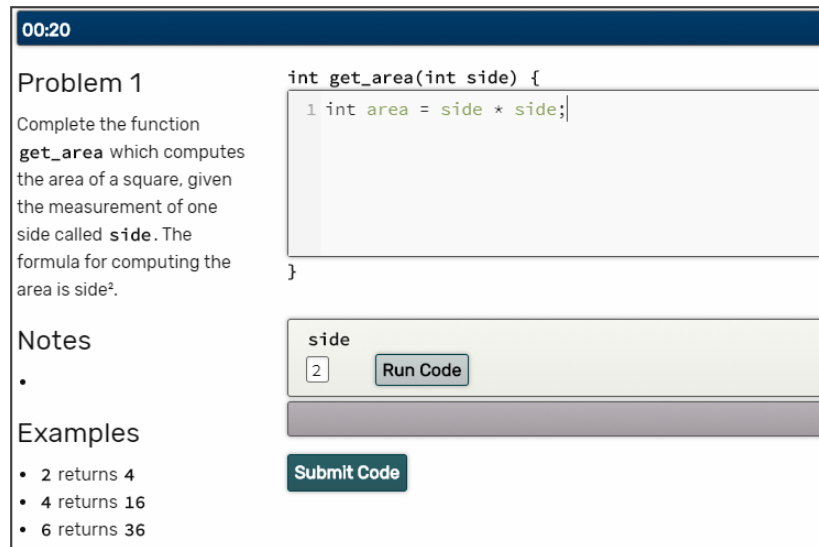 00:20
Problem 1
Complete the function
get_area which computes
the area of a square, given
the measurement of one
side called side. The
formula for computing the
area is side².
Notes
•
Examples
• 2 returns 4
• 4 returns 16
• 6 returns 36
int get_area(int side) {
1 int area = side * side;
}
side
2
Run Code
Submit Code